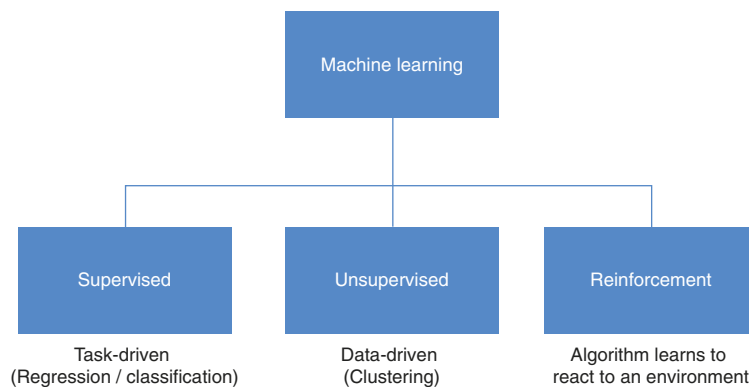 Machine learning
Supervised
Unsupervised
Reinforcement
Task-driven
(Regression / classification)
Data-driven
(Clustering)
Algorithm learns to
react to an environment